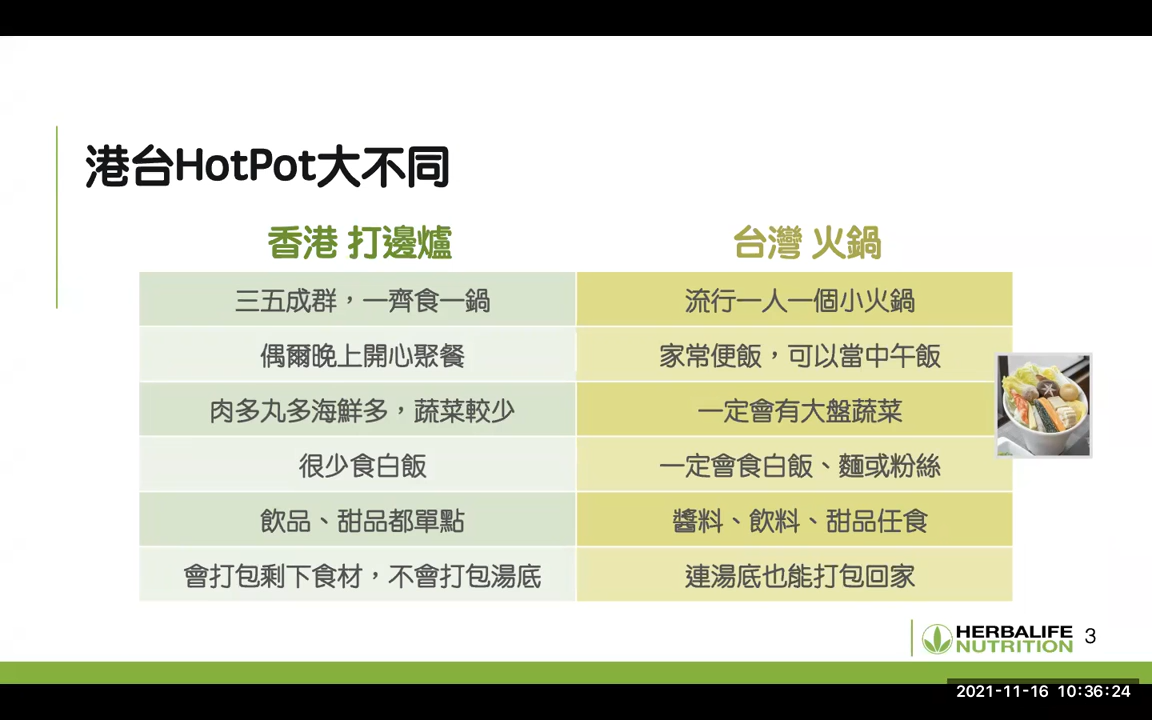 港台HotPot大不同
香港 打邊爐
台灣 火鍋
三五成群，一齊食一鍋
流行一人一個小火鍋
偶爾晚上開心聚餐
家常便飯，可以當中午飯
肉多丸多海鮮多，蔬菜較少
一定會有大盤蔬菜
很少食白飯
一定會食白飯、麵或粉絲
飲品、甜品都單點
醬料、飲料、甜品任食
會打包剩下食材，不會打包湯底
連湯底也能打包回家
HERBALIFE
NUTRITION
3
2021-11-16 10:36:24